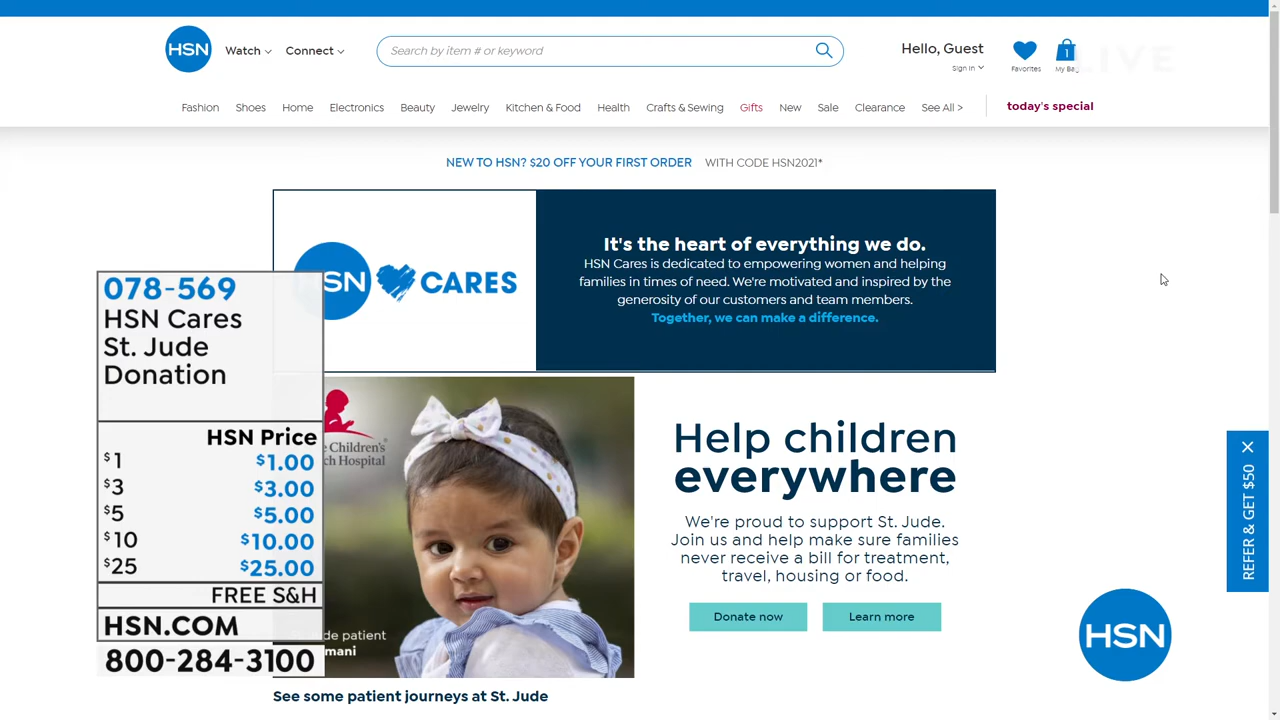 HSN
Watch
Connect
Search by item # or keyword
Hello, Guest
Sign in
Favorites
1
My Ba
LIVE
Fashion
Shoes
Home
Electronics
Beauty
Jewelry
Kitchen & Food
Health
Crafts & Sewing
Gifts
New
Sale
Clearance
See All >
today's special
NEW TO HSN? $20 OFF YOUR FIRST ORDER WITH CODE HSN2021*
HSN CARES
It's the heart of everything we do.
HSN Cares is dedicated to empowering women and helping
families in times of need. We're motivated and inspired by the
generosity of our customers and team members.
Together, we can make a difference.
078-569
HSN Cares
St. Jude
Donation
HSN Price
$1 $1.00
$3 $3.00
$5 $5.00
$10 $10.00
$25 $25.00
FREE S&H
HSN.COM
800-284-3100
Children's
Hospital
patient
See some patient journeys at St. Jude
Help children
everywhere
We're proud to support St. Jude.
Join us and help make sure families
never receive a bill for treatment,
travel, housing or food.
Donate now
Learn more
REFER & GET $50
HSN